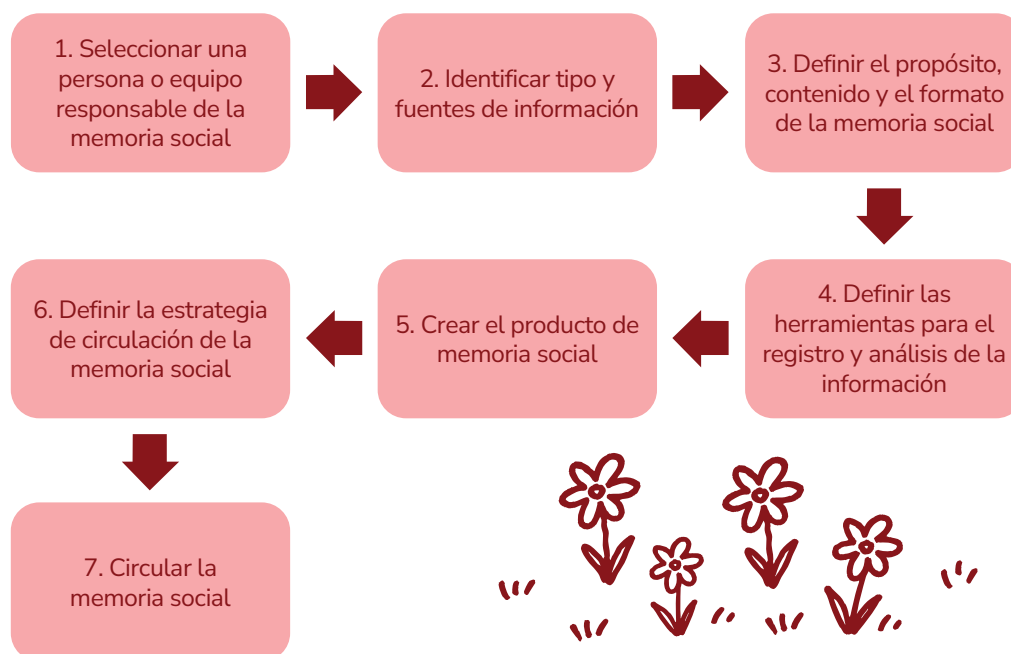 1. Seleccionar una
persona o equipo
responsable de la
memoria social
2. Identificar tipo y
fuentes de información
3. Definir el propósito,
contenido y el formato
de la memoria social
4. Definir las
herramientas para el
registro y análisis de la
información
5. Crear el producto de
memoria social
6. Definir la estrategia
de circulación de la
memoria social
7. Circular la
memoria social